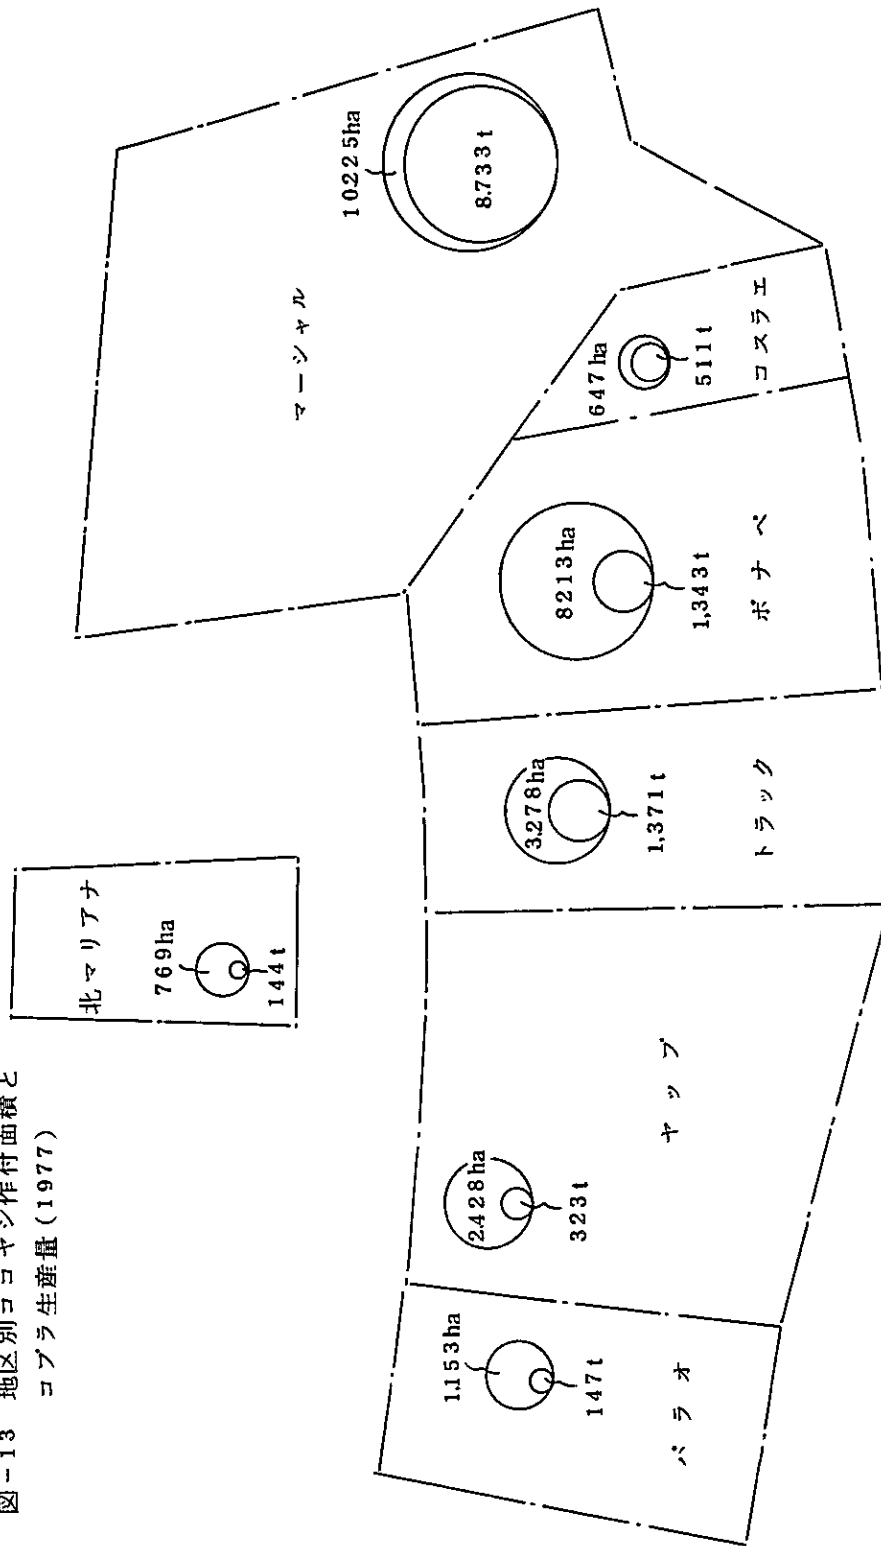 図-13 地区別ココヤシ作付面積と
コプラ生産量(1977)
北マリアナ
769ha
144t
マーシャル
10225ha
8.733t
パラオ
1.153ha
147t
ヤップ
2.428ha
323t
トラック
3.278ha
1,371t
ポナペ
8213ha
1,343t
コスラエ
647ha
511t